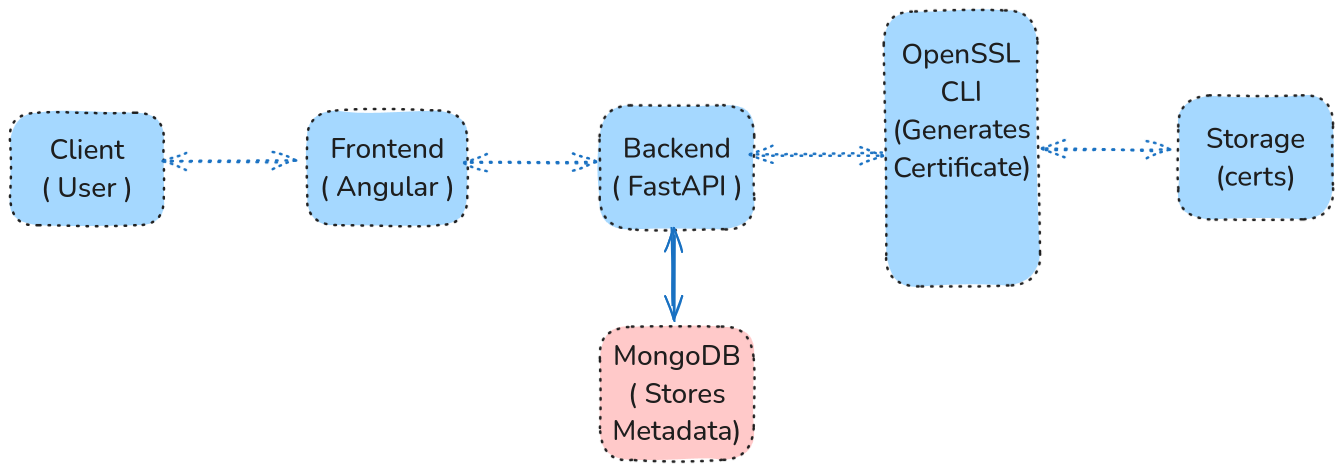 Client
( User )
Frontend
( Angular )
Backend
( FastAPI )
OpenSSL
CLI
(Generates
Certificate)
Storage
(certs)
MongoDB
( Stores
Metadata)